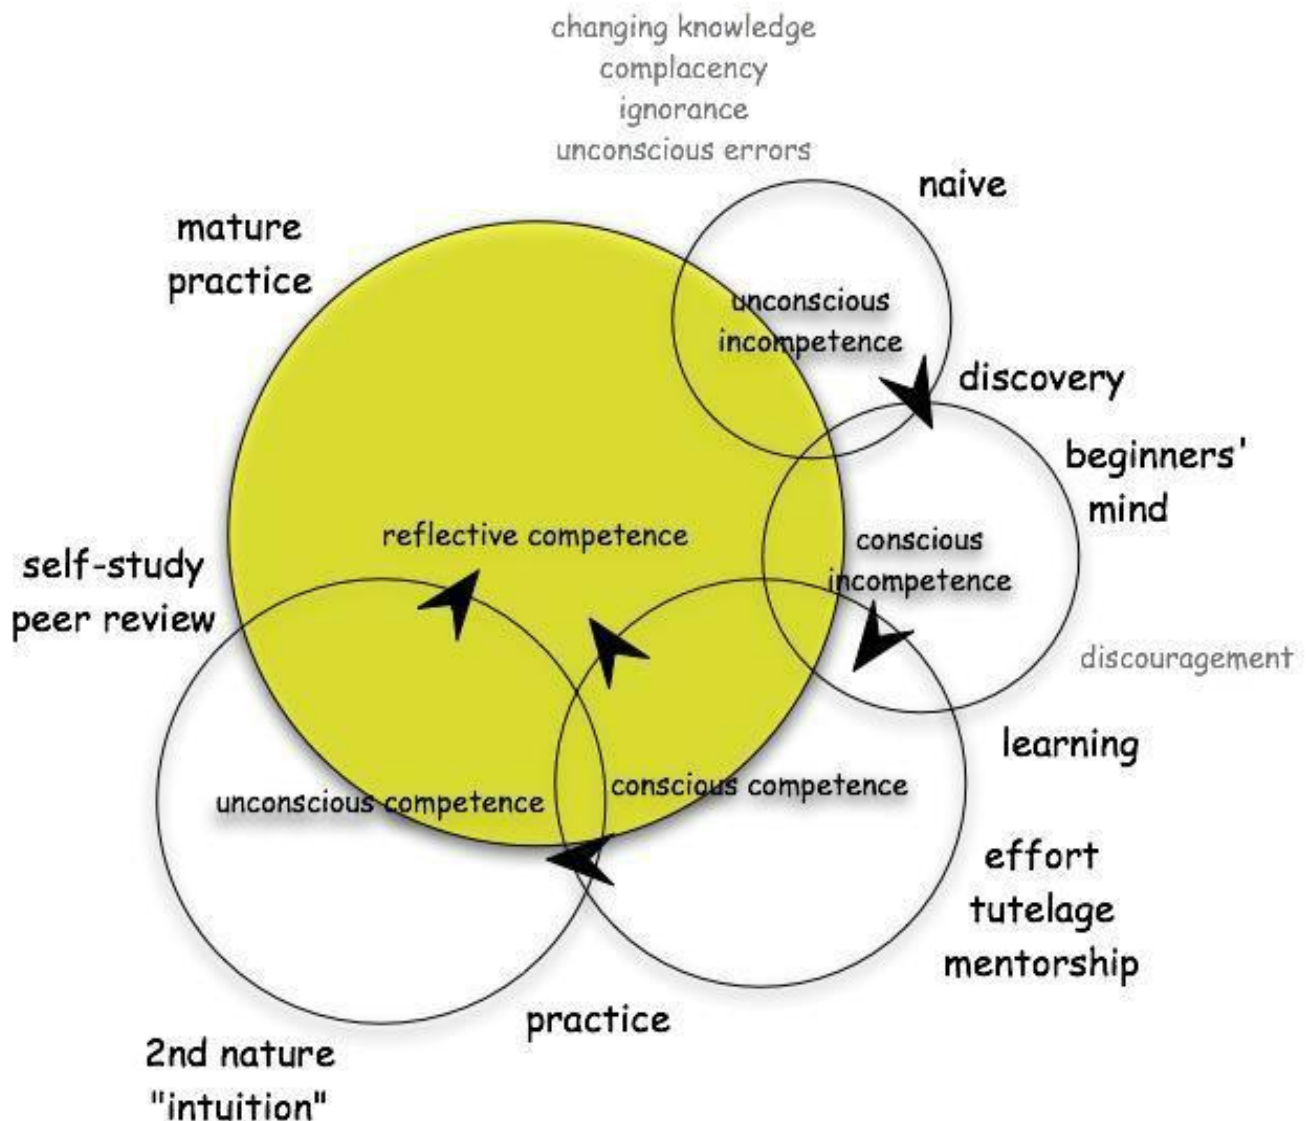 changing knowledge
complacency
ignorance
unconscious errors
naive
mature
practice
unconscious
incompetence
discovery
beginners'
mind
reflective competence
conscious
incompetence
self-study
peer review
discouragement
learning
unconscious competence
conscious competence
effort
tutelage
mentorship
practice
2nd nature
"intuition"